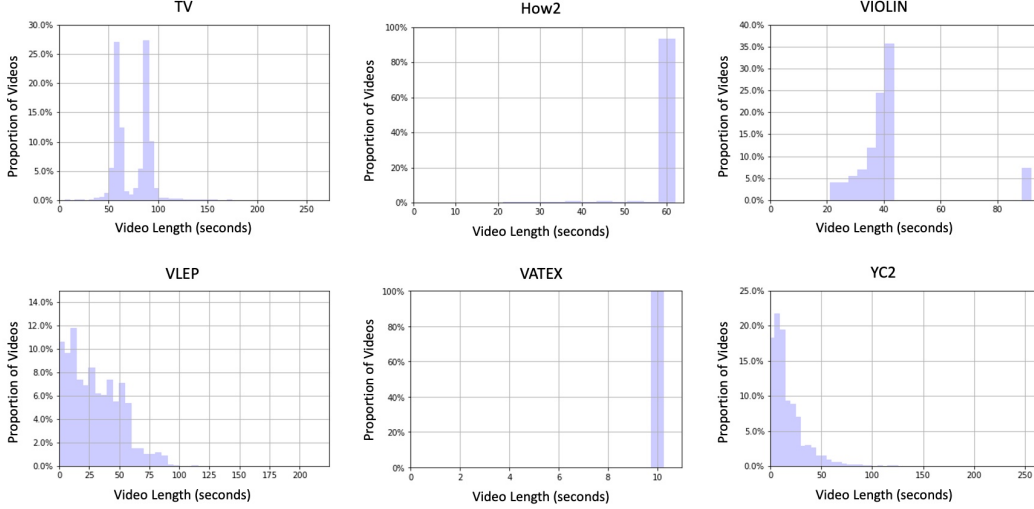 TV
30.0%
25.0%
20.0%
15.0%
10.0%
5.0%
0.0%
Proportion of Videos
0 50 100 150 200 250
Video Length (seconds)
How2
100%
80%
60%
40%
20%
0%
Proportion of Videos
0 10 20 30 40 50 60
Video Length (seconds)
VIOLIN
40.0%
35.0%
30.0%
25.0%
20.0%
15.0%
10.0%
5.0%
0.0%
Proportion of Videos
0 20 40 60 80
Video Length (seconds)
VLEP
14.0%
12.0%
10.0%
8.0%
6.0%
4.0%
2.0%
0.0%
Proportion of Videos
0 25 50 75 100 125 150 175 200
Video Length (seconds)
VATEX
100%
80%
60%
40%
20%
0%
Proportion of Videos
0 2 4 6 8 10
Video Length (seconds)
YC2
25.0%
20.0%
15.0%
10.0%
5.0%
0.0%
Proportion of Videos
0 50 100 150 200 250
Video Length (seconds)